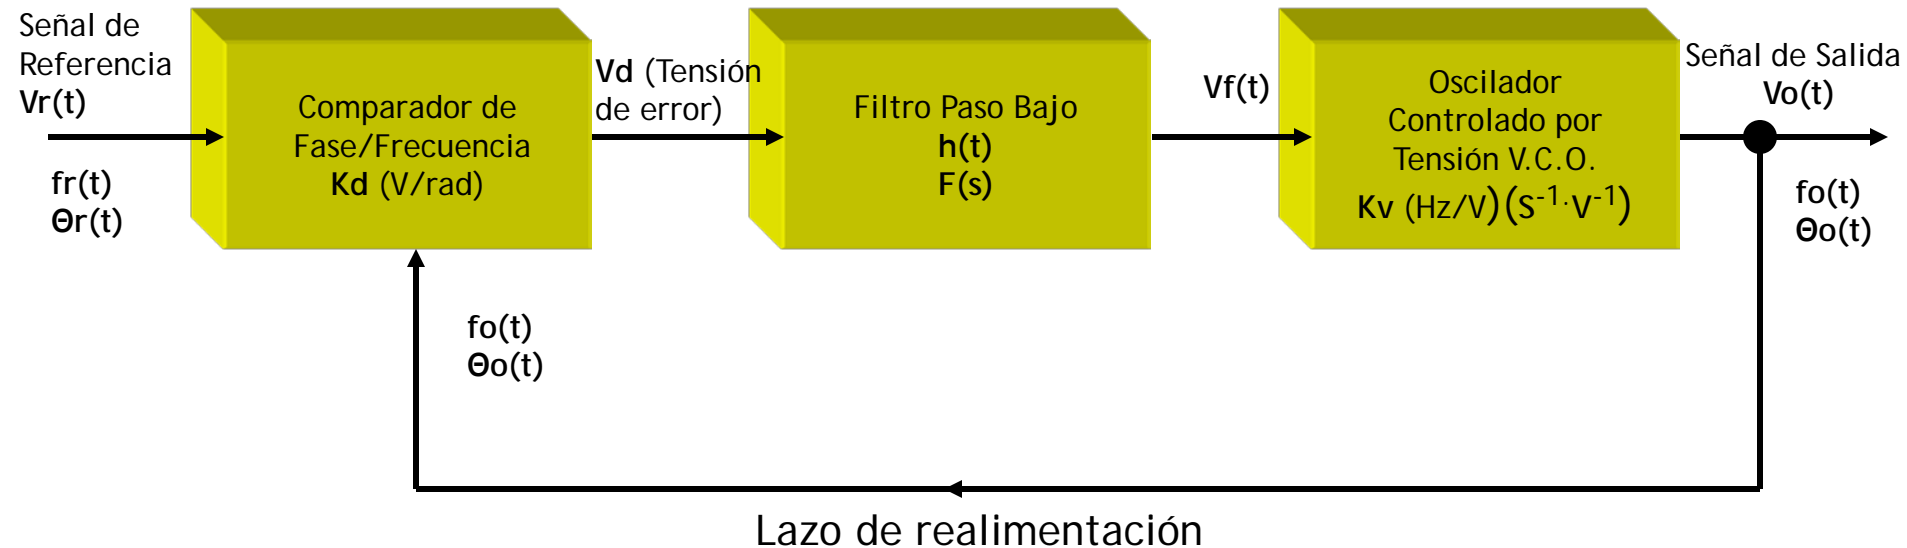 Señal de
Referencia
Vr(t)
fr(t)
Θr(t)
Comparador de
Fase/Frecuencia
Kd (V/rad)
Vd (Tensión
de error)
Filtro Paso Bajo
h(t)
F(s)
Vf(t)
Oscilador
Controlado por
Tensión V.C.O.
Kv (Hz/V)(S⁻¹·V⁻¹)
Señal de Salida
Vo(t)
fo(t)
Θo(t)
fo(t)
Θo(t)
Lazo de realimentación